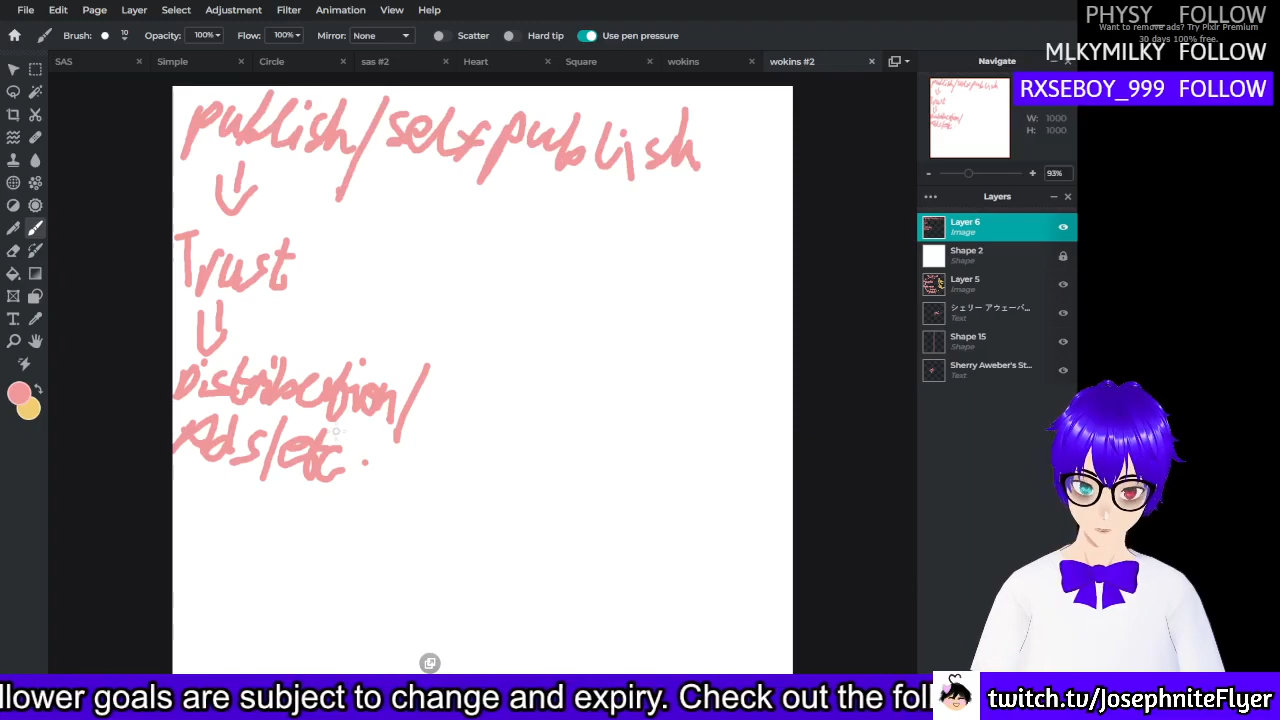 File Edit Page Layer Select Adjustment Filter Animation View Help
PHYSY_ FOLLOW
Want to remove ads? Try Pixlr Premium
30 days 100% free.
MLKYMILKY FOLLOW
RXSEBOY_999 FOLLOW
Brush: 10 Opacity: 100% Flow: 100% Mirror: None Scatter Hard tip Use pen pressure
SAS Simple Circle sas #2 Heart Square wokins wokins #2
Navigate
W: 1000
H: 1000
93%
Layers
Layer 6
Image
Shape 2
Shape
Layer 5
Image
シェリー アウェーバ...
Text
Shape 15
Shape
Sherry Aweber's St...
Text
publish/selfpublish
Trust
Distribution/
Ads/etc.
llower goals are subject to change and expiry. Check out the foll
twitch.tv/JosephniteFlyer